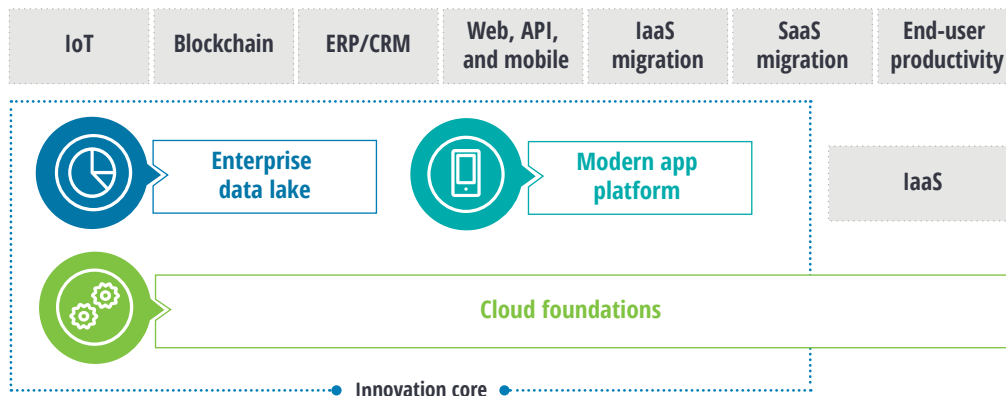 IoT
Blockchain
ERP/CRM
Web, API,
and mobile
IaaS
migration
SaaS
migration
End-user
productivity
Enterprise
data lake
Modern app
platform
IaaS
Cloud foundations
Innovation core